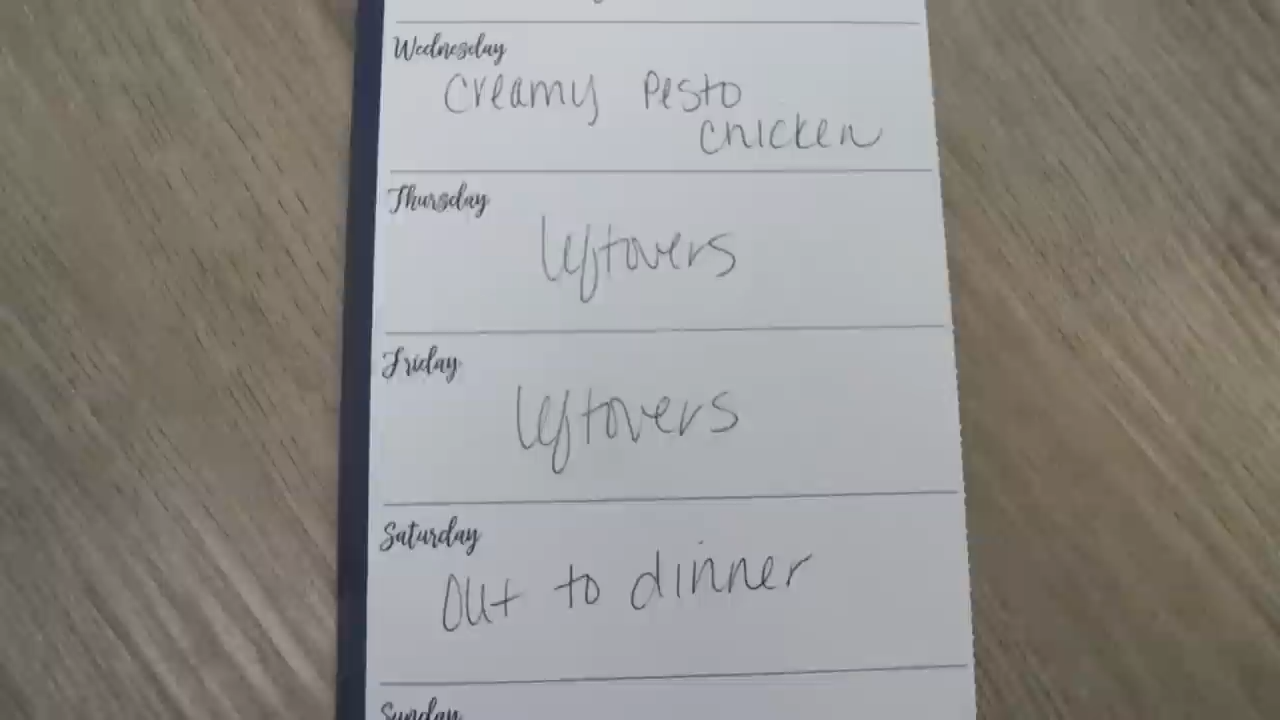 Wednesday
creamy pesto
chicken
Thursday
leftovers
Friday
leftovers
Saturday
out to dinner
Sunday